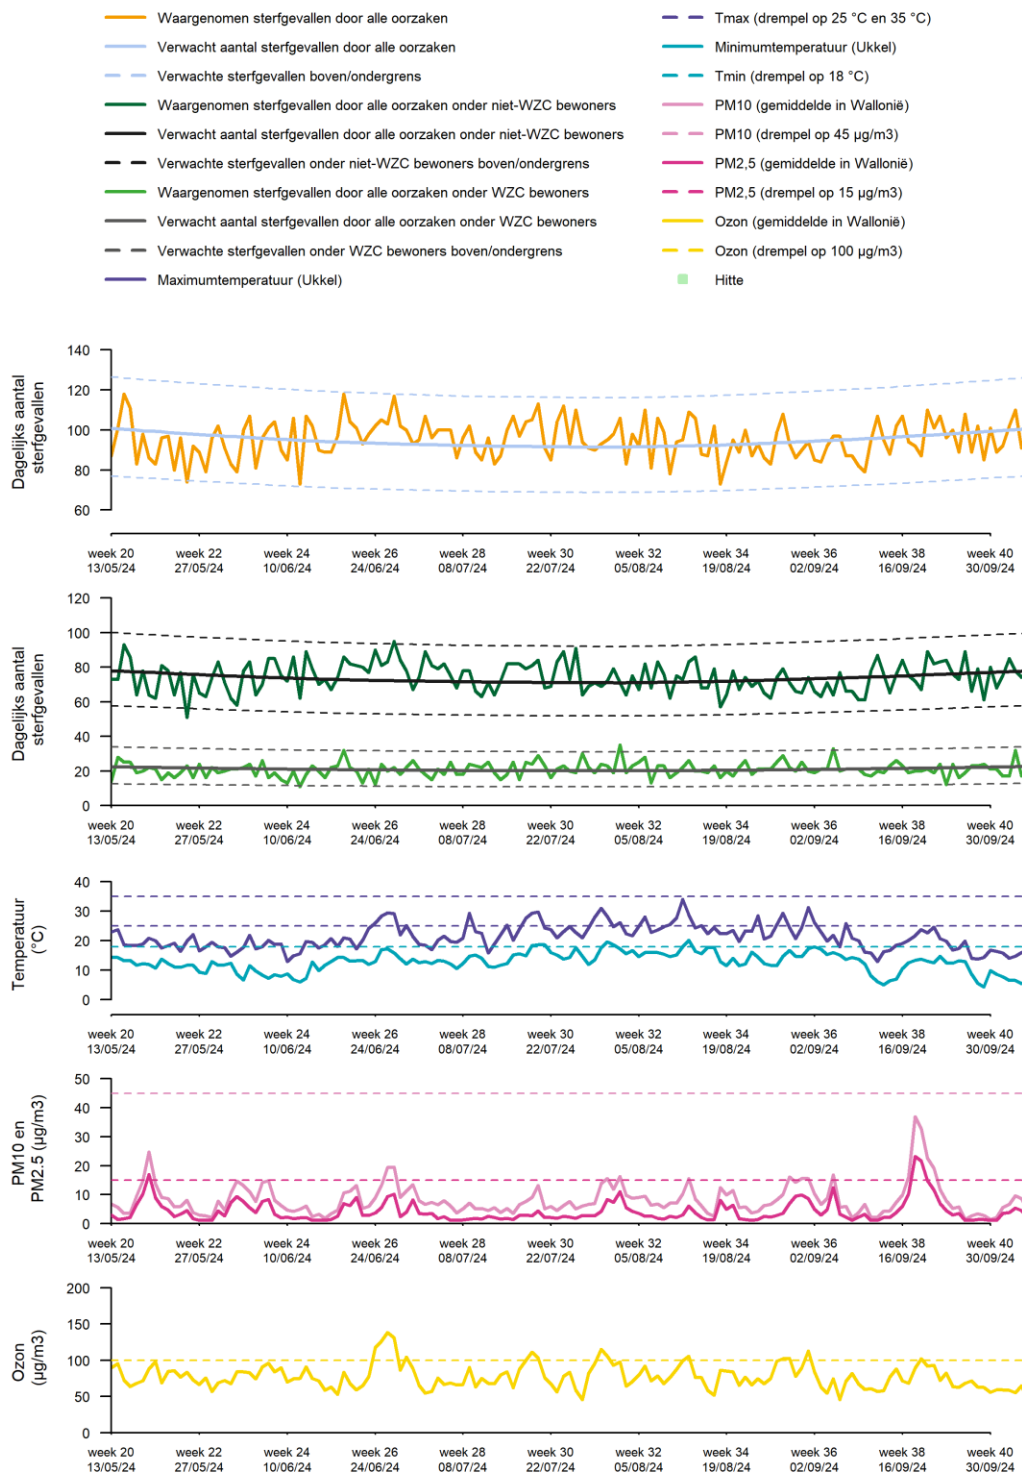 Waargenomen sterfgevallen door alle oorzaken
Verwacht aantal sterfgevallen door alle oorzaken
Verwachte sterfgevallen boven/ondergrens
Waargenomen sterfgevallen door alle oorzaken onder niet-WZC bewoners
Verwacht aantal sterfgevallen door alle oorzaken onder niet-WZC bewoners
Verwachte sterfgevallen onder niet-WZC bewoners boven/ondergrens
Waargenomen sterfgevallen door alle oorzaken onder WZC bewoners
Verwacht aantal sterfgevallen door alle oorzaken onder WZC bewoners
Verwachte sterfgevallen onder WZC bewoners boven/ondergrens
Maximumtemperatuur (Ukkel)
Tmax (drempel op 25 °C en 35 °C)
Minimumtemperatuur (Ukkel)
Tmin (drempel op 18 °C)
PM10 (gemiddelde in Wallonië)
PM10 (drempel op 45 µg/m3)
PM2,5 (gemiddelde in Wallonië)
PM2,5 (drempel op 15 µg/m3)
Ozon (gemiddelde in Wallonië)
Ozon (drempel op 100 µg/m3)
Hitte
Dagelijks aantal
sterfgevallen
140
120
100
80
60
week 20 week 22 week 24 week 26 week 28 week 30 week 32 week 34 week 36 week 38 week 40
13/05/24 27/05/24 10/06/24 24/06/24 08/07/24 22/07/24 05/08/24 19/08/24 02/09/24 16/09/24 30/09/24
Dagelijks aantal
sterfgevallen
120
100
80
60
40
20
0
week 20 week 22 week 24 week 26 week 28 week 30 week 32 week 34 week 36 week 38 week 40
13/05/24 27/05/24 10/06/24 24/06/24 08/07/24 22/07/24 05/08/24 19/08/24 02/09/24 16/09/24 30/09/24
Temperatuur
(°C)
40
30
20
10
0
week 20 week 22 week 24 week 26 week 28 week 30 week 32 week 34 week 36 week 38 week 40
13/05/24 27/05/24 10/06/24 24/06/24 08/07/24 22/07/24 05/08/24 19/08/24 02/09/24 16/09/24 30/09/24
PM10 en
PM2.5 (µg/m3)
50
40
30
20
10
0
week 20 week 22 week 24 week 26 week 28 week 30 week 32 week 34 week 36 week 38 week 40
13/05/24 27/05/24 10/06/24 24/06/24 08/07/24 22/07/24 05/08/24 19/08/24 02/09/24 16/09/24 30/09/24
Ozon
(µg/m3)
200
150
100
50
0
week 20 week 22 week 24 week 26 week 28 week 30 week 32 week 34 week 36 week 38 week 40
13/05/24 27/05/24 10/06/24 24/06/24 08/07/24 22/07/24 05/08/24 19/08/24 02/09/24 16/09/24 30/09/24